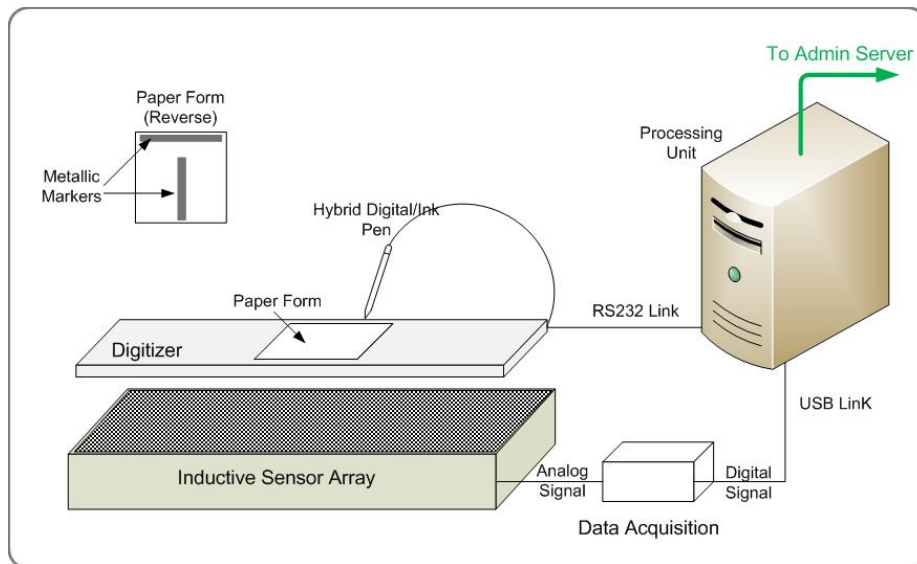 To Admin Server
Paper Form
(Reverse)
Processing
Unit
Metallic
Markers
Hybrid Digital/Ink
Pen
Paper Form
RS232 Link
Digitizer
USB LinK
Inductive Sensor Array
Analog
Signal
Digital
Signal
Data Acquisition